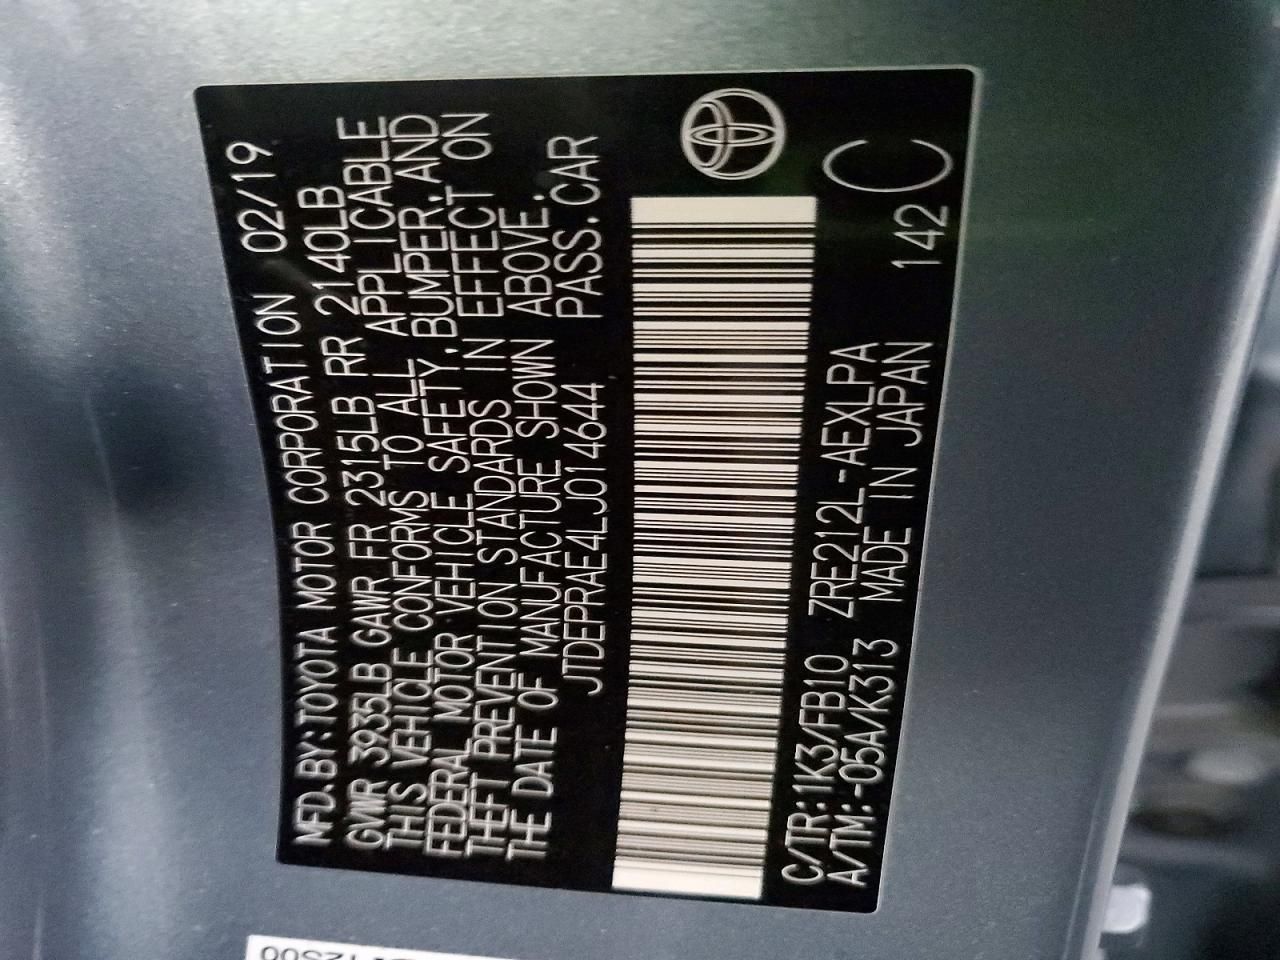 MFD.BY:TOYOTA MOTOR CORPORATION 02/19
GVWR 3935LB GAWR FR 2315LB RR 2140LB
THIS VEHICLE CONFORMS TO ALL APPLICABLE
FEDERAL MOTOR VEHICLE SAFETY,BUMPER,AND
THEFT PREVENTION STANDARDS IN EFFECT ON
THE DATE OF MANUFACTURE SHOWN ABOVE.
JTDEPRAE4LJ014644 PASS.CAR
C/TR:1K3/FB10 ZRE212L-AEXLPA 142 C
A/TM:-05A/K313 MADE IN JAPAN